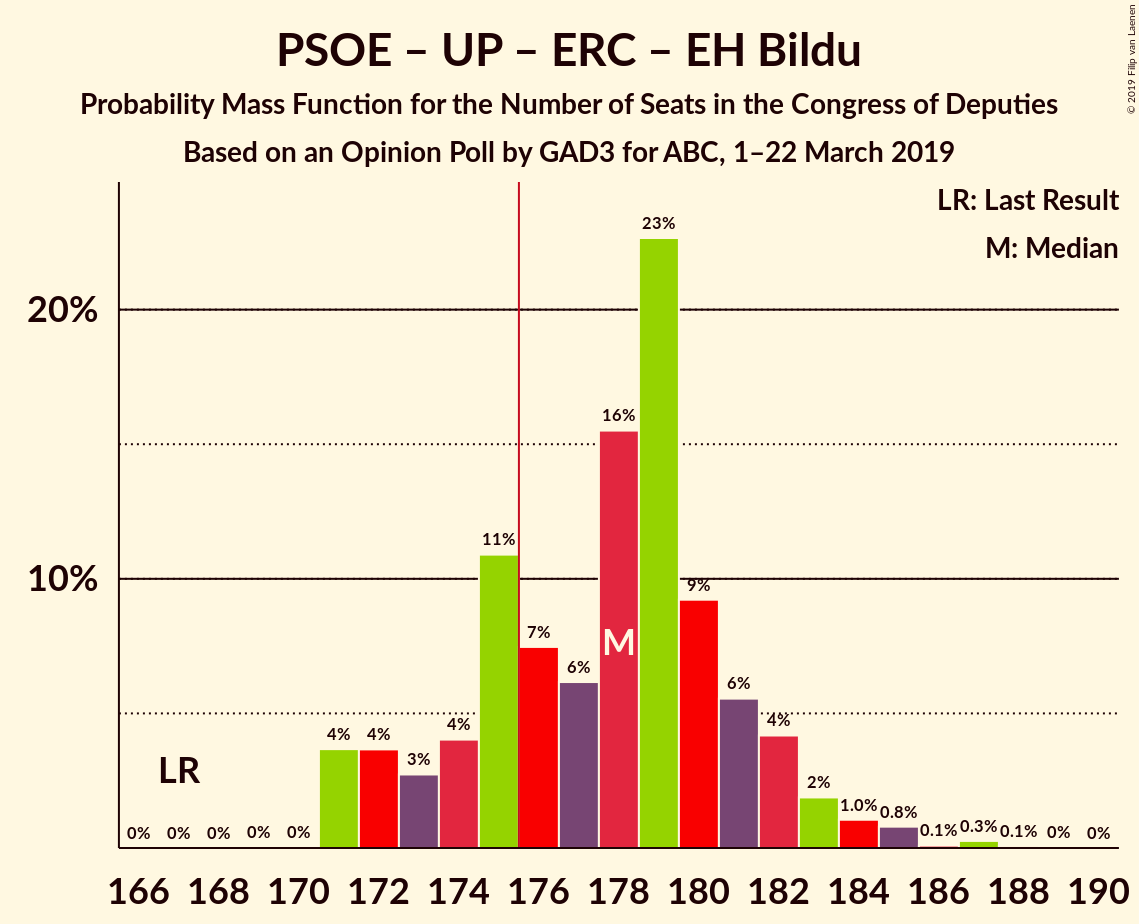 PSOE – UP – ERC – EH Bildu
Probability Mass Function for the Number of Seats in the Congress of Deputies
Based on an Opinion Poll by GAD3 for ABC, 1–22 March 2019
© 2019 Filip van Laenen
LR: Last Result
M: Median
20%
10%
LR
M
0% 0% 0% 0% 0% 4% 4% 3% 4% 11% 7% 6% 16% 23% 9% 6% 4% 2% 1.0% 0.8% 0.1% 0.3% 0.1% 0% 0%
166 168 170 172 174 176 178 180 182 184 186 188 190